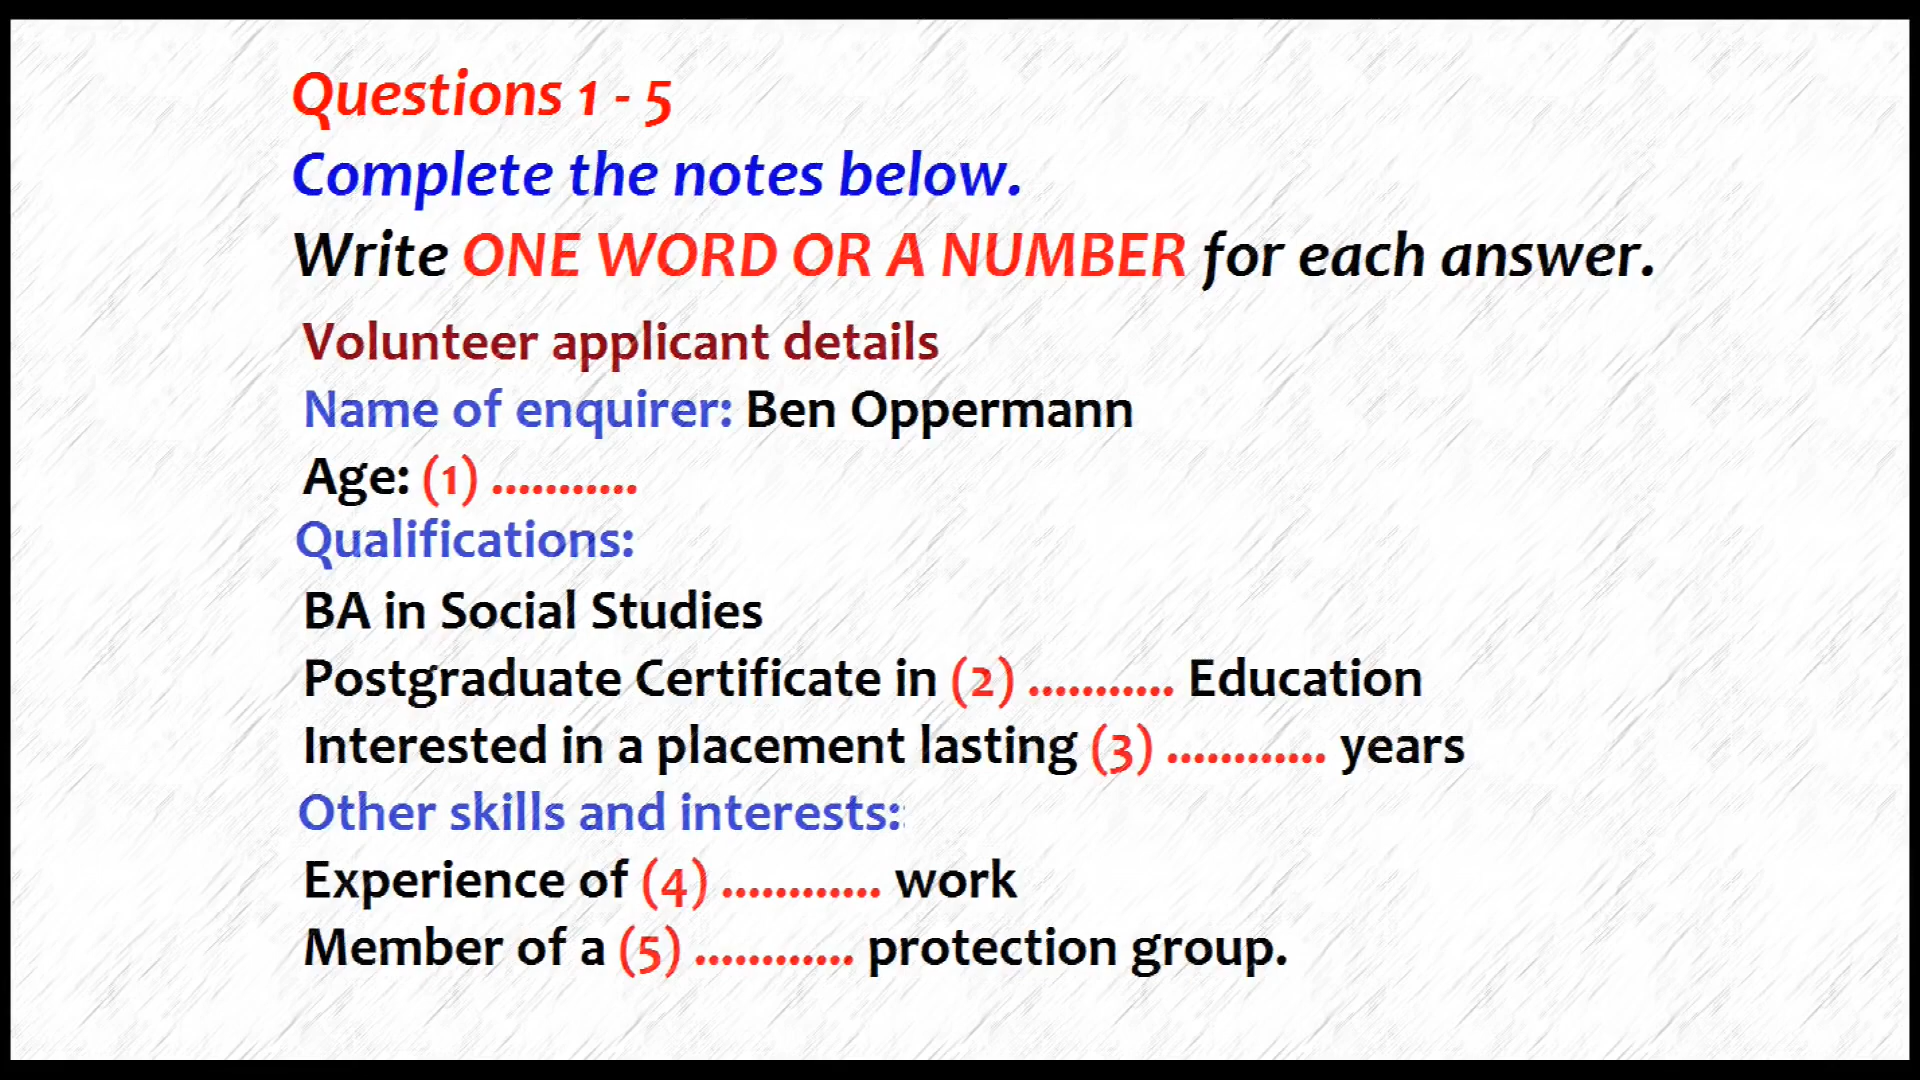 Questions 1 - 5
Complete the notes below.
Write ONE WORD OR A NUMBER for each answer.
Volunteer applicant details
Name of enquirer: Ben Oppermann
Age: (1) ...........
Qualifications:
BA in Social Studies
Postgraduate Certificate in (2) ........... Education
Interested in a placement lasting (3) ............ years
Other skills and interests::
Experience of (4) ............ work
Member of a (5) ............ protection group.